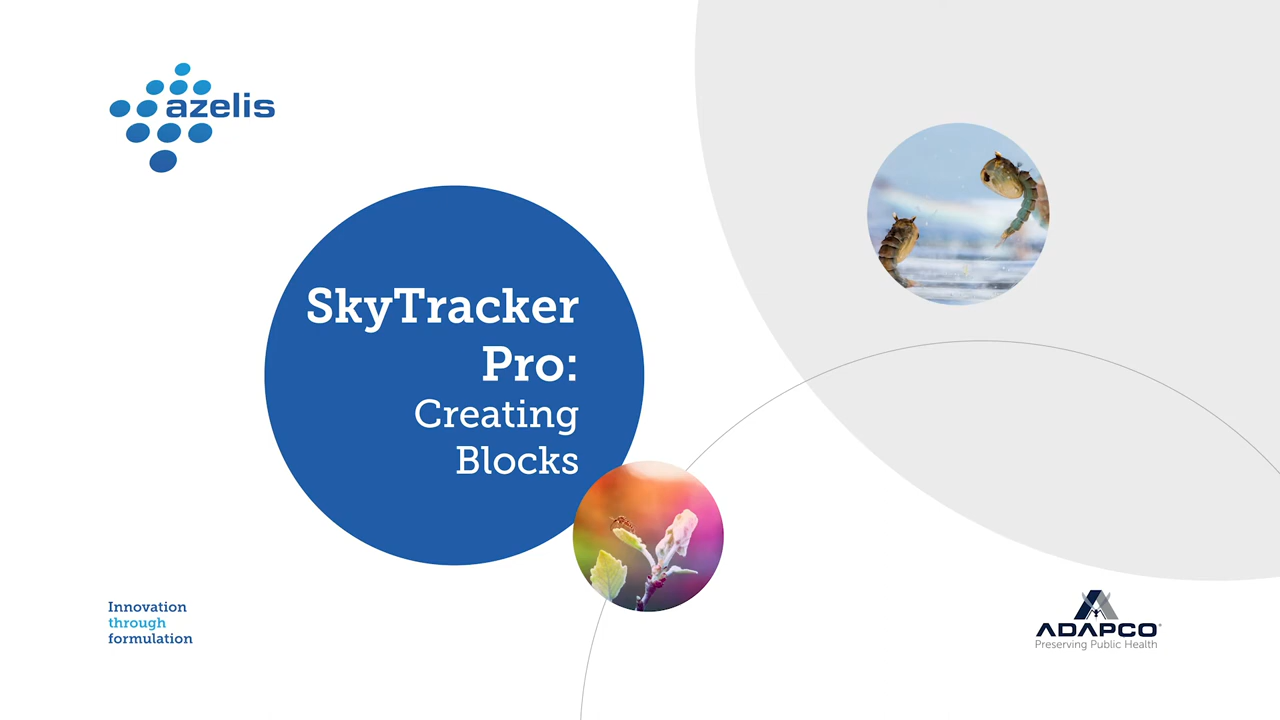 azelis
SkyTracker
Pro:
Creating
Blocks
Innovation
through
formulation
ADAPCO®
Preserving Public Health